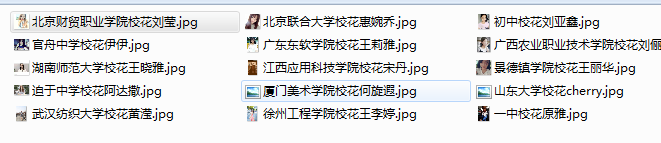 北京财贸职业学院校花刘莹.jpg
北京联合大学校花惠婉乔.jpg
初中校花刘亚鑫.jpg
官舟中学校花伊伊.jpg
广东东软学院校花王莉雅.jpg
广西农业职业技术学院校花刘俪
湖南师范大学校花王晓雅.jpg
江西应用科技学院校花宋丹.jpg
景德镇学院校花王丽华.jpg
迫于中学校花阿达撒.jpg
厦门美术学院校花何旋遐.jpg
山东大学校花cherry.jpg
武汉纺织大学校花黄滢.jpg
徐州工程学院校花王李婷.jpg
一中校花原雅.jpg